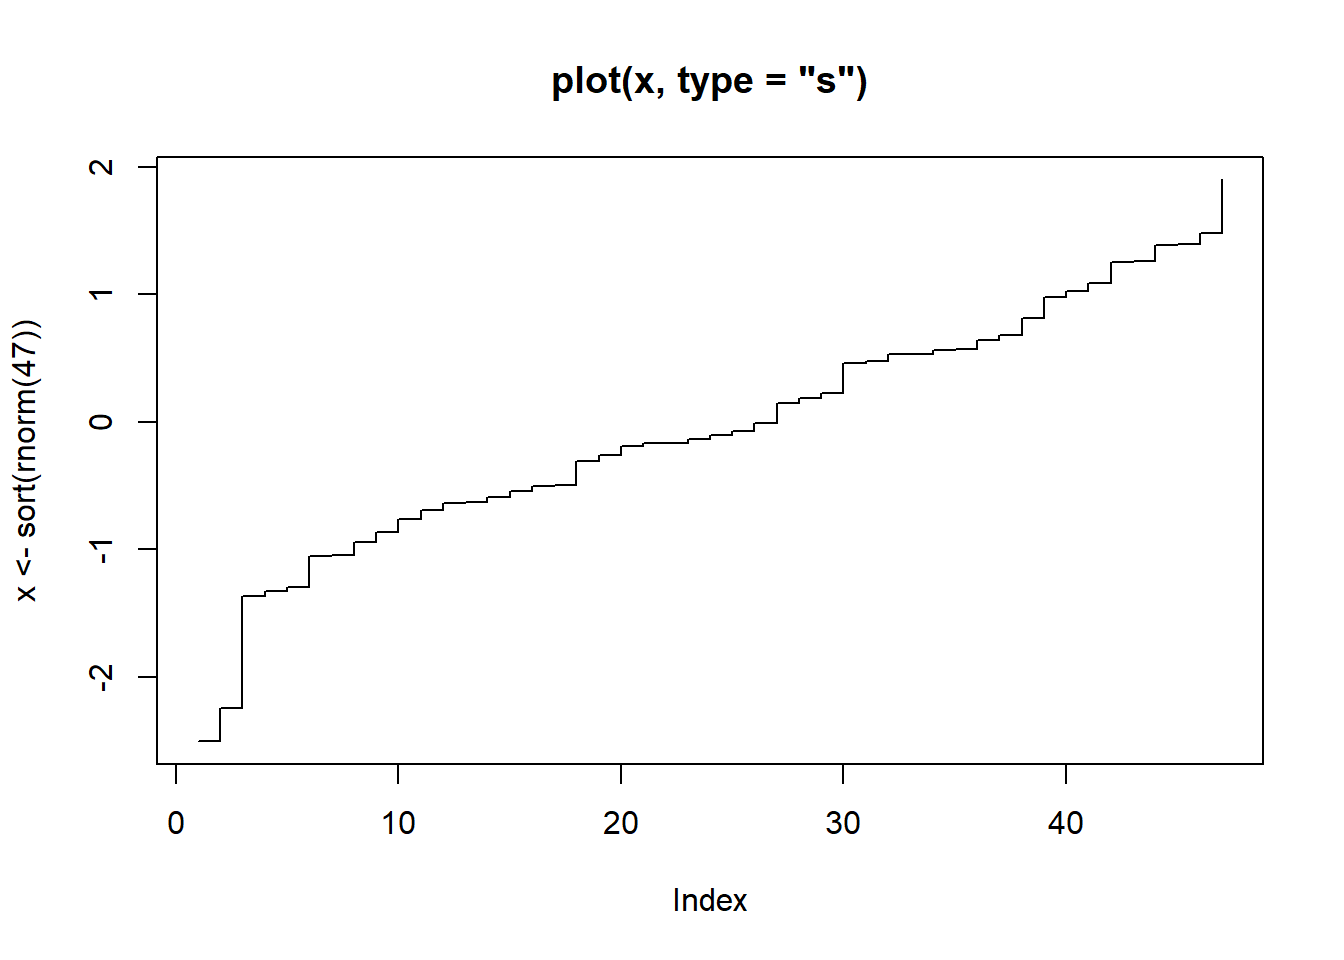 plot(x, type = "s")
x <- sort(rnorm(47))
2
1
0
-1
-2
0 10 20 30 40
Index